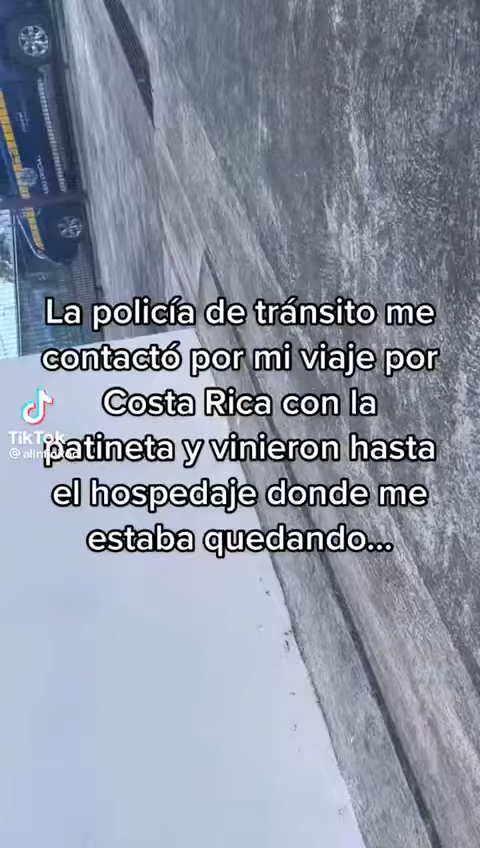 La policía de tránsito me
contactó por mi viaje por
Costa Rica con la
patineta y vinieron hasta
el hospedaje donde me
estaba quedando...
TikTok